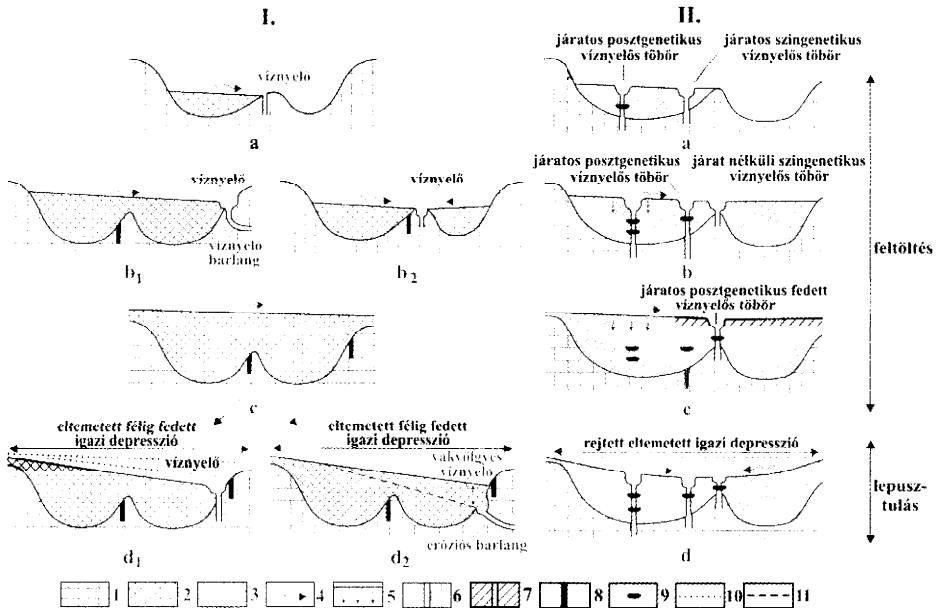 I.
II.
víznyelő
a
járatos posztgenetikus
víznyelős töbör
járatos szingenetikus
víznyelős töbör
a
víznyelő
víznyelő
barlang
b1
víznyelő
b2
járatos posztgenetikus
víznyelős töbör
járat nélküli szingenetikus
víznyelős töbör
b
feltöltés
c
járatos posztgenetikus fedett
víznyelős töbör
c
eltemetett félig fedett
igazi depresszió
víznyelő
d1
eltemetett félig fedett
igazi depresszió
vakvölgyes
víznyelő
eróziós barlang
d2
rejtett eltemetett igazi depresszió
d
lepusz-
tulás
1 2 3 4 5 6 7 8 9 10 11